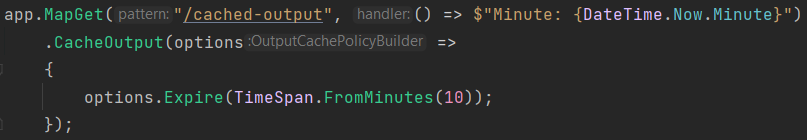 app.MapGet( pattern: "/cached-output", handler: () => $"Minute: {DateTime.Now.Minute}")
.CacheOutput(options :OutputCachePolicyBuilder =>
{
options.Expire(TimeSpan.FromMinutes(10));
});